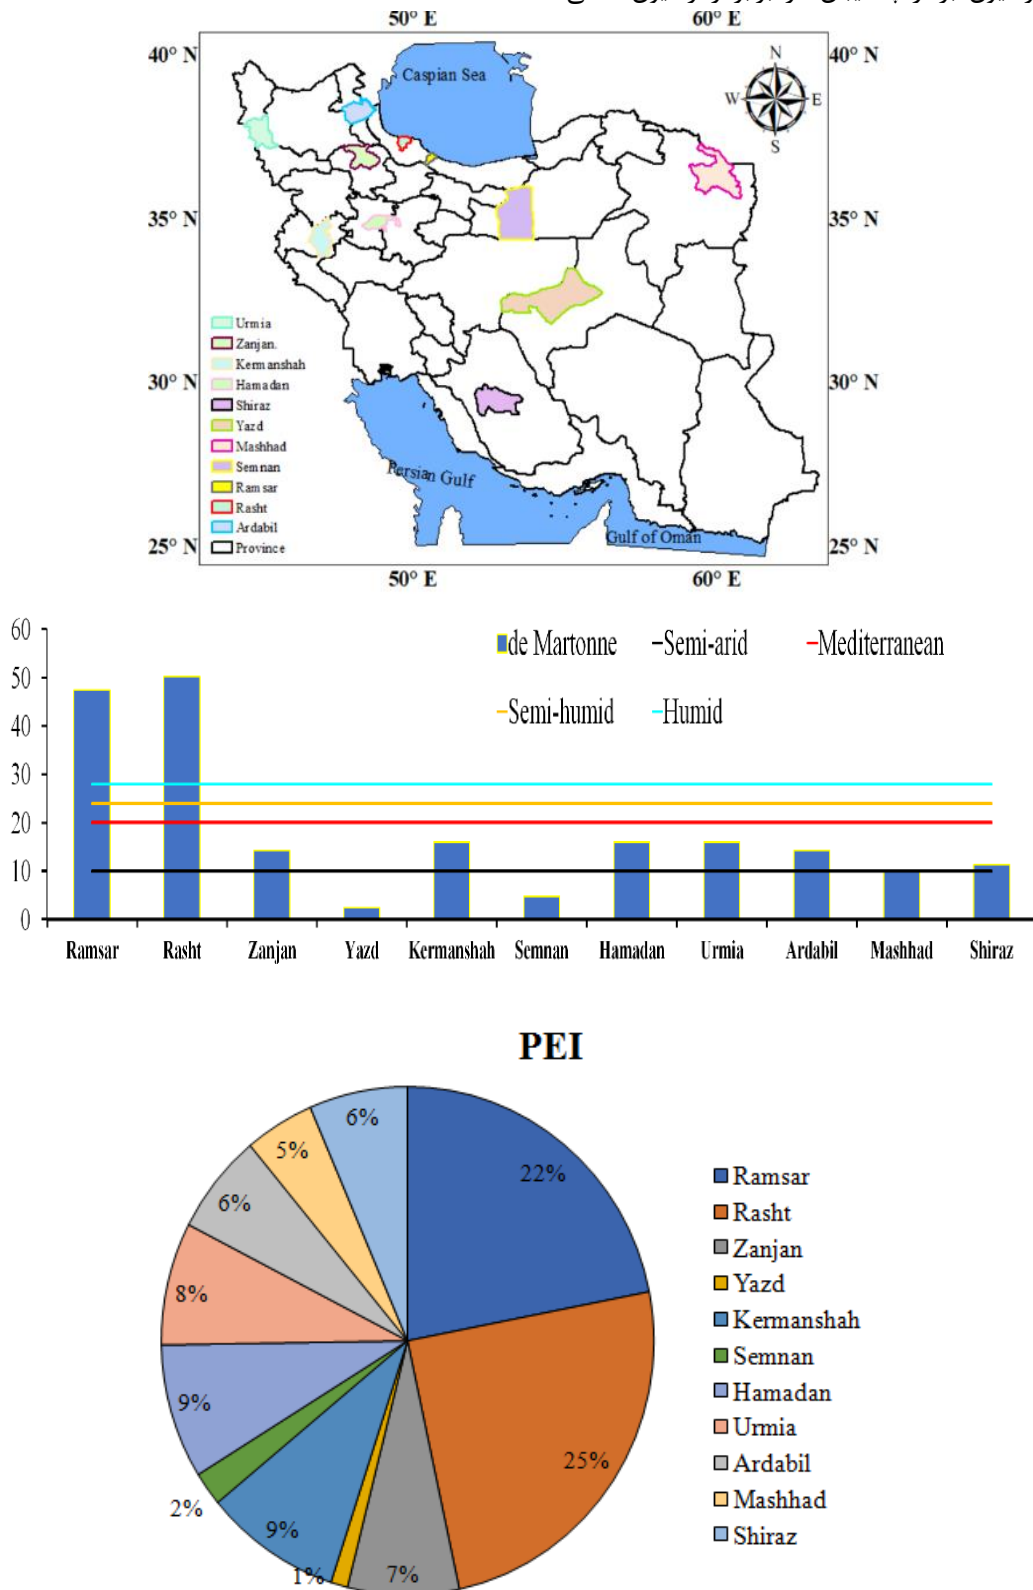 50° E 60° E
40° N 40° N
Caspian Sea
N
W E
S
35° N 35° N
Urmia
Zanjan.
Kermanshah
Hamadan
Shiraz
Yazd
Mashhad
Semnan
Ramsar
Rasht
Ardabil
Province
30° N 30° N
Persian Gulf
Gulf of Oman
25° N 25° N
50° E 60° E
60
50
40
30
20
10
0
de Martonne Semi-arid Mediterranean
Semi-humid Humid
Ramsar Rasht Zanjan Yazd Kermanshah Semnan Hamadan Urmia Ardabil Mashhad Shiraz
PEI
22%
25%
7%
1%
9%
2%
9%
8%
6%
5%
6%
Ramsar
Rasht
Zanjan
Yazd
Kermanshah
Semnan
Hamadan
Urmia
Ardabil
Mashhad
Shiraz